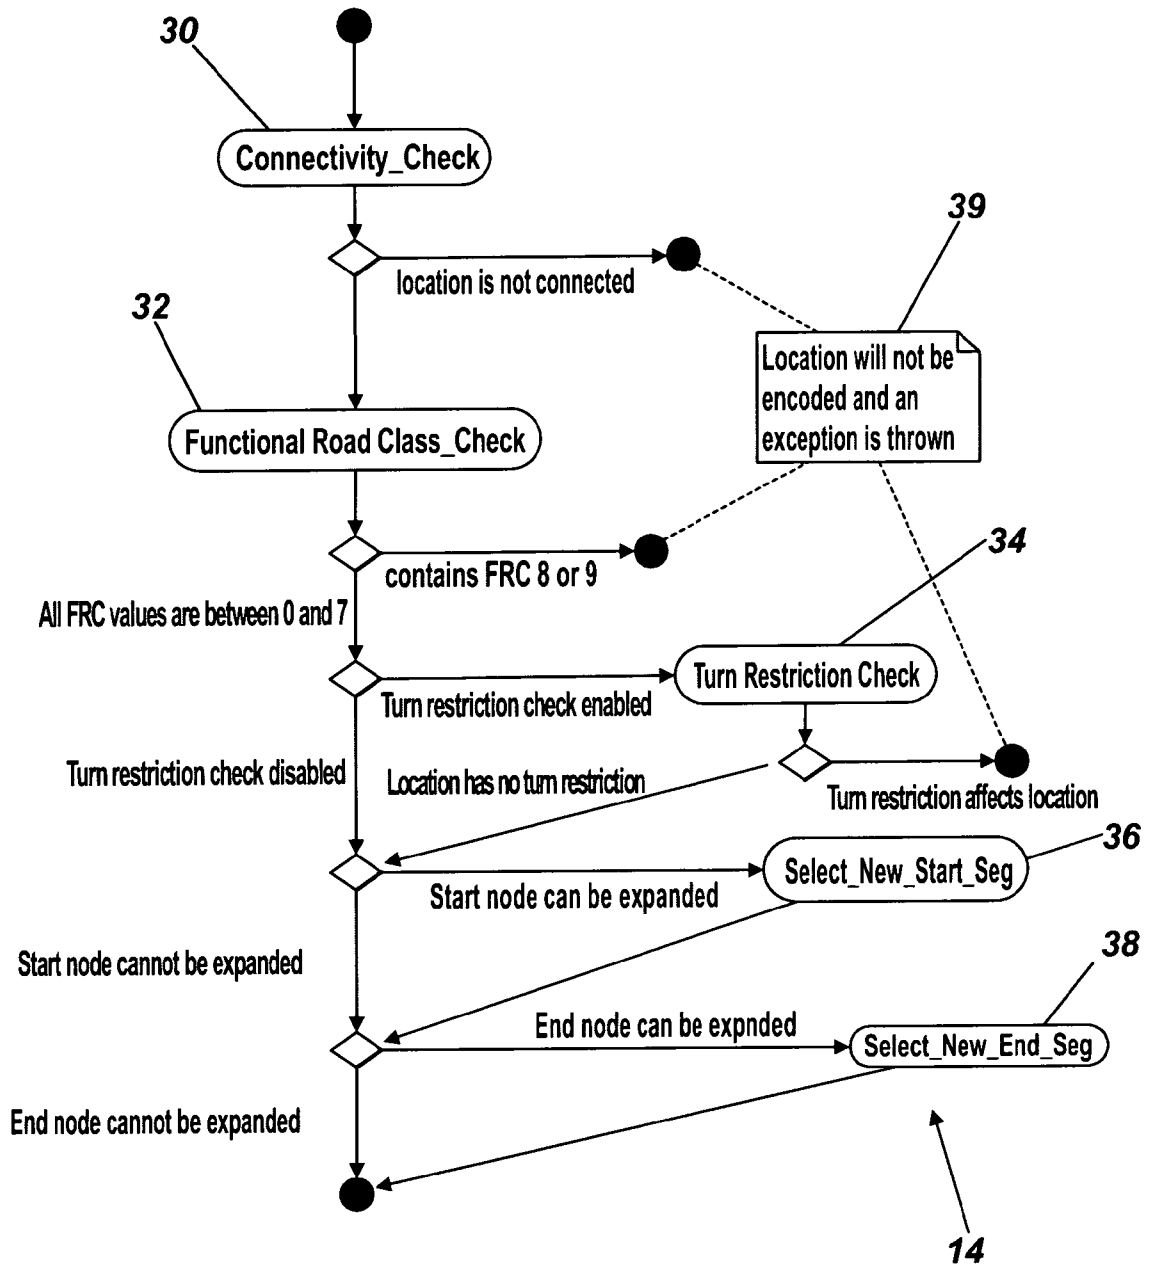 30
Connectivity_Check
39
location is not connected
32
Location will not be
encoded and an
exception is thrown
Functional Road Class_Check
34
contains FRC 8 or 9
All FRC values are between 0 and 7
Turn Restriction Check
Turn restriction check enabled
Turn restriction check disabled
Location has no turn restriction
Turn restriction affects location
36
Select_New_Start_Seg
Start node can be expanded
38
Start node cannot be expanded
End node can be expnded
Select_New_End_Seg
End node cannot be expanded
14